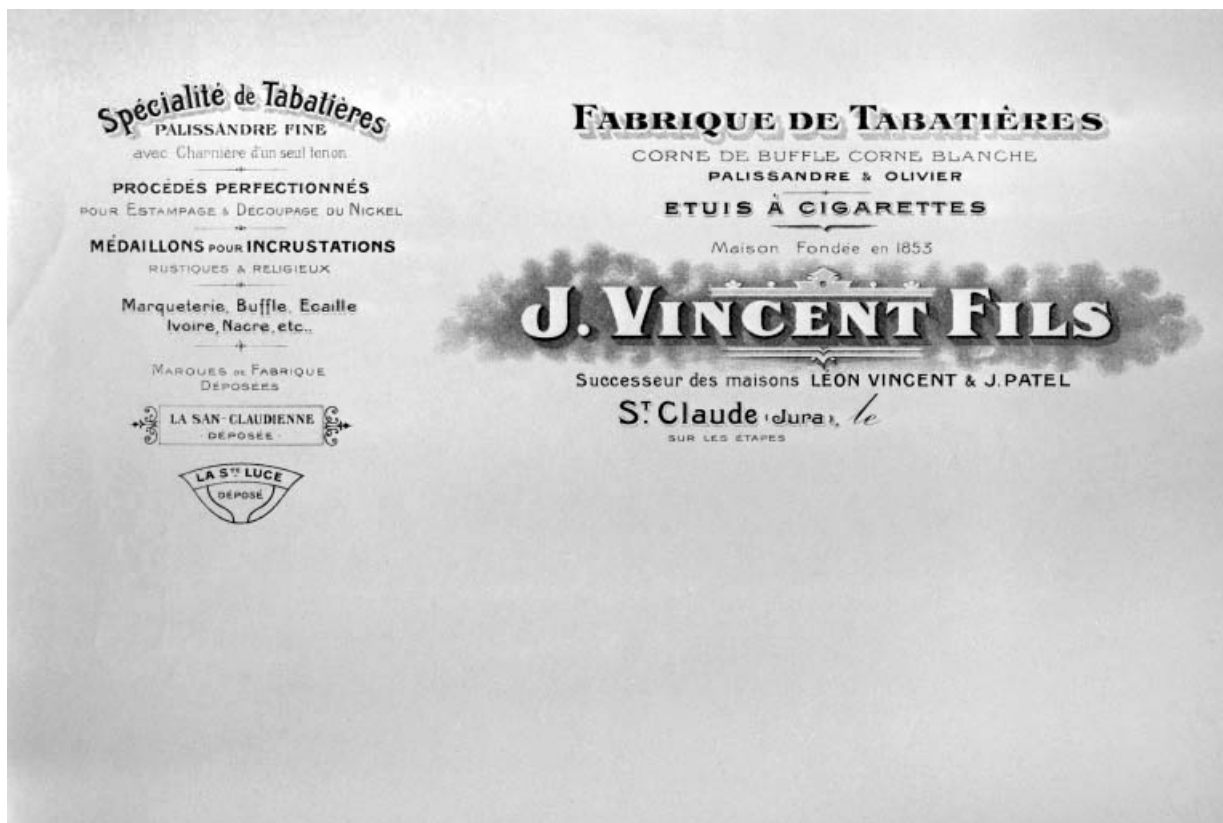 Spécialité de Tabatières
PALISSANDRE FINE
avec Charnière d'un seul tenon
PROCÉDÉS PERFECTIONNÉS
POUR ESTAMPAGE & DÉCOUPAGE DU NICKEL
MÉDAILLONS POUR INCRUSTATIONS
RUSTIQUES & RELIGIEUX
Marqueterie, Buffle, Ecaille
Ivoire, Nacre, etc..
MARQUES DE FABRIQUE
DÉPOSÉES
LA SAN-CLAUDIENNE
· DÉPOSÉE ·
LA STE LUCE
DÉPOSÉ
FABRIQUE DE TABATIÈRES
CORNE DE BUFFLE CORNE BLANCHE
PALISSANDRE & OLIVIER
ETUIS À CIGARETTES
Maison Fondée en 1853
J. VINCENT FILS
Successeur des maisons LÉON VINCENT & J. PATEL
ST. Claude (Jura), le
SUR LES ÉTAPES